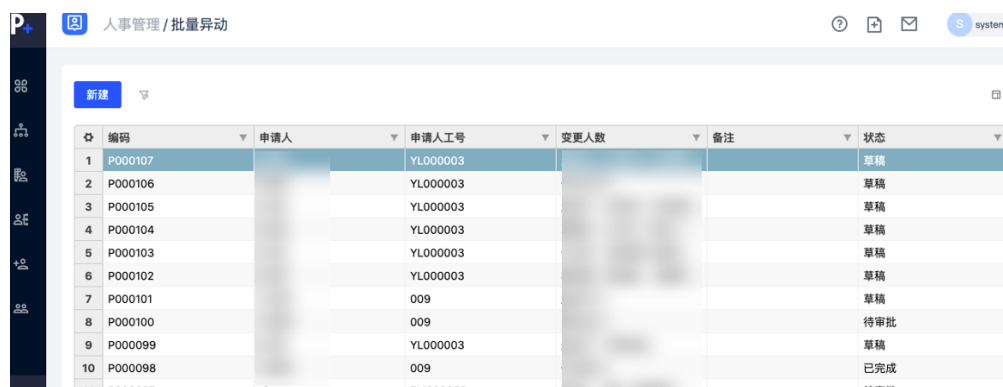 P+ 人事管理 / 批量异动 S system
新建
编码 申请人 申请人工号 变更人数 备注 状态
1 P000107 YL000003 草稿
2 P000106 YL000003 草稿
3 P000105 YL000003 草稿
4 P000104 YL000003 草稿
5 P000103 YL000003 草稿
6 P000102 YL000003 草稿
7 P000101 009 草稿
8 P000100 009 待审批
9 P000099 YL000003 草稿
10 P000098 009 已完成